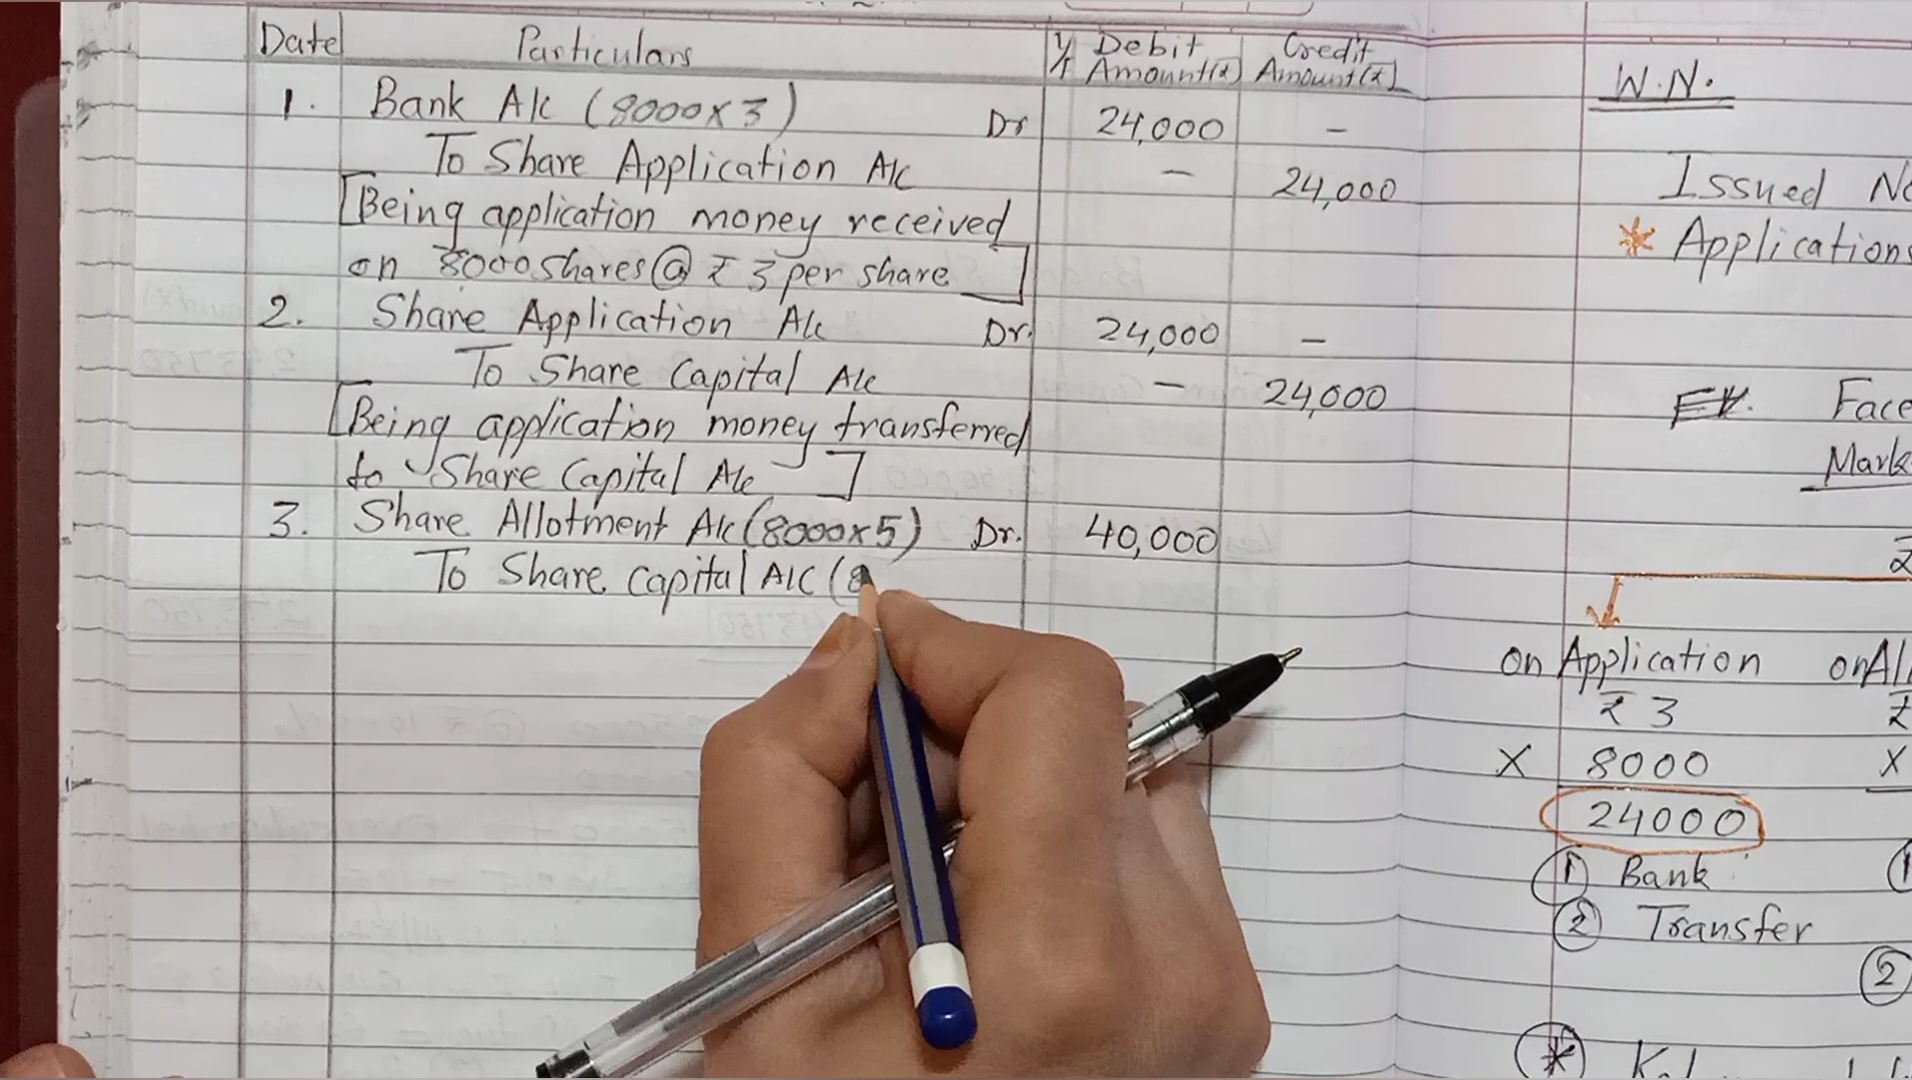 Date Particulars Y/f Debit Amount(₹) Credit Amount(₹)
1. Bank A/c (8000x3) Dr 24,000 -
To Share Application A/c - 24,000
[Being application money received
on 8000 shares @ ₹ 3 per share]
2. Share Application A/c Dr. 24,000 -
To Share Capital A/c - 24,000
[Being application money transferred
to Share Capital A/c]
3. Share Allotment A/c (8000x5) Dr. 40,000
To Share Capital A/C (8
W.N.
Issued
* Applications
F.V. Face
₹
on Application
₹ 3 ₹
X 8000 X
24000
① Bank
② Transfer
②
*